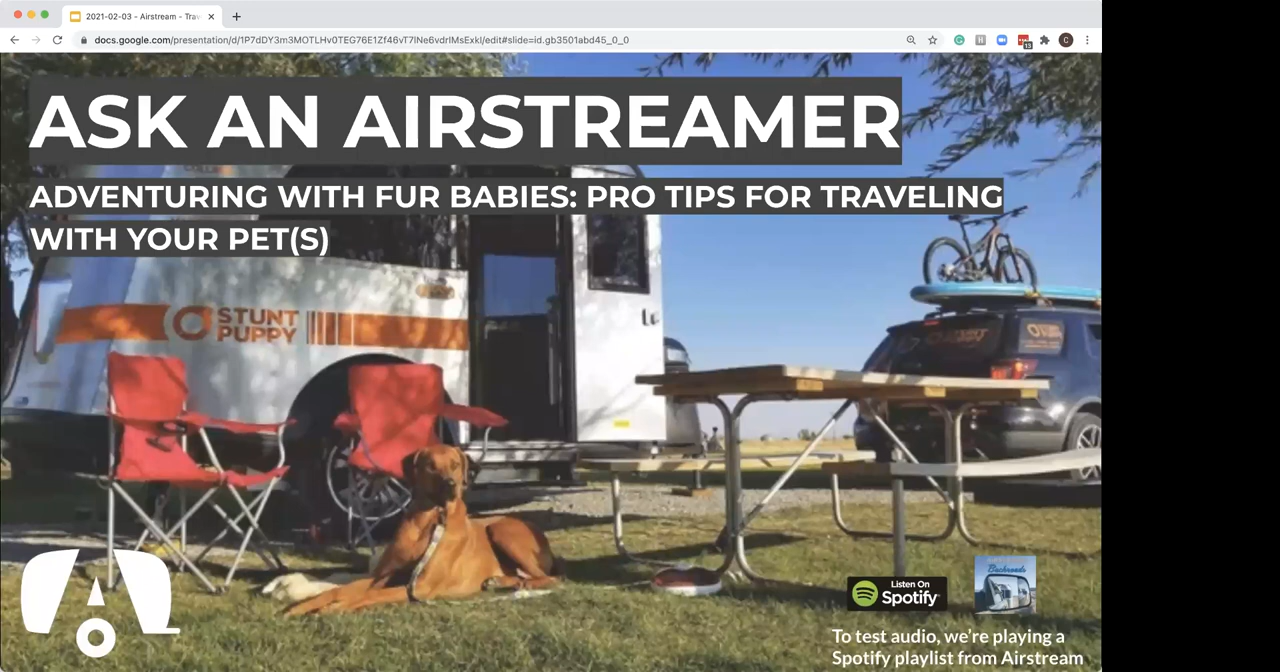 2021-02-03 - Airstream - Trav
docs.google.com/presentation/d/1P7dDY3m3MOTLHv0TEG76E1Zf46vT7lNe6vdrlMsExkI/edit#slide=id.gb3501abd45_0_0
13
C
ASK AN AIRSTREAMER
ADVENTURING WITH FUR BABIES: PRO TIPS FOR TRAVELING
WITH YOUR PET(S)
STUNT
PUPPY
Backroads
Listen On
Spotify
To test audio, we're playing a
Spotify playlist from Airstream